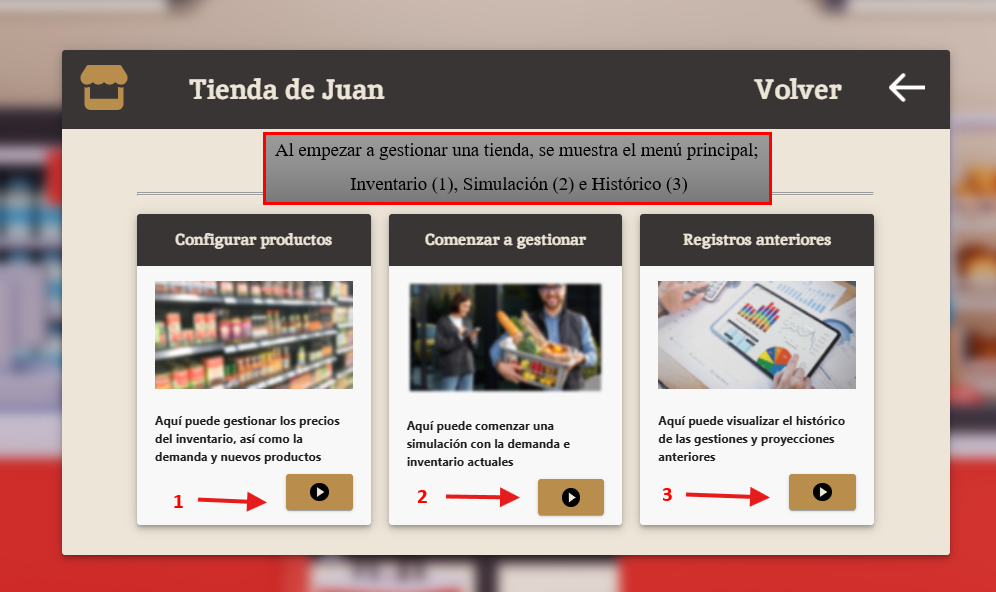 Tienda de Juan
Volver
Al empezar a gestionar una tienda, se muestra el menú principal;
Inventario (1), Simulación (2) e Histórico (3)
Configurar productos
Aquí puede gestionar los precios
del inventario, así como la
demanda y nuevos productos
1
Comenzar a gestionar
Aquí puede comenzar una
simulación con la demanda e
inventario actuales
2
Registros anteriores
Aquí puede visualizar el histórico
de las gestiones y proyecciones
anteriores
3